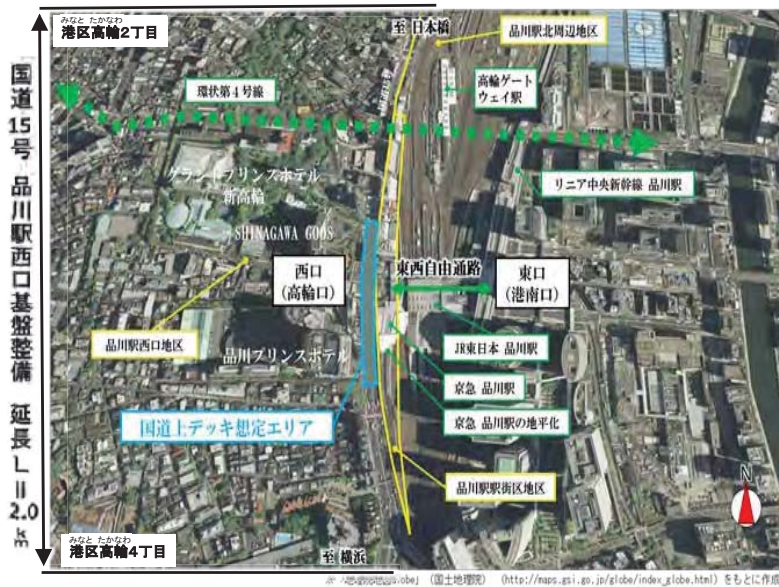 みなと たかなわ
港区高輪2丁目
国道15号 品川駅西口基盤整備 延長L=2.0km
至 日本橋
品川駅北周辺地区
環状第4号線
高輪ゲート
ウェイ駅
グランドプリンスホテル
新高輪
リニア中央新幹線 品川駅
SHINAGAWA GOOS
西口
(高輪口)
東西自由通路
東口
(港南口)
品川駅西口地区
品川プリンスホテル
JR東日本 品川駅
京急 品川駅
国道上デッキ想定エリア
京急 品川駅の地平化
品川駅駅街区地区
N
みなと たかなわ
港区高輪4丁目
至 横浜
(国土地理院) (http://maps.gsi.go.jp/globe/index_globe.html) をもとに作成